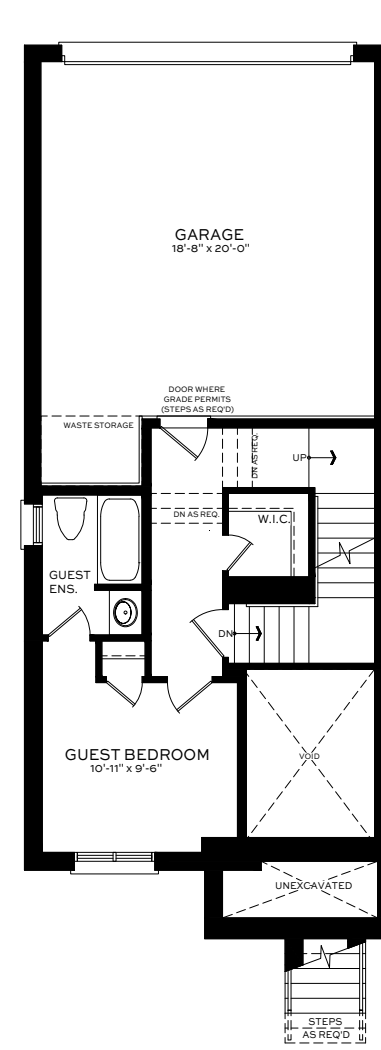 GARAGE
18'-8" x 20'-0"
DOOR WHERE
GRADE PERMITS
(STEPS AS REQ'D)
WASTE STORAGE
DN AS REQ.
UP
DN AS REQ.
W.I.C.
GUEST
ENS.
DN
GUEST BEDROOM
10'-11" x 9'-6"
VOID
UNEXCAVATED
STEPS
AS REQ'D